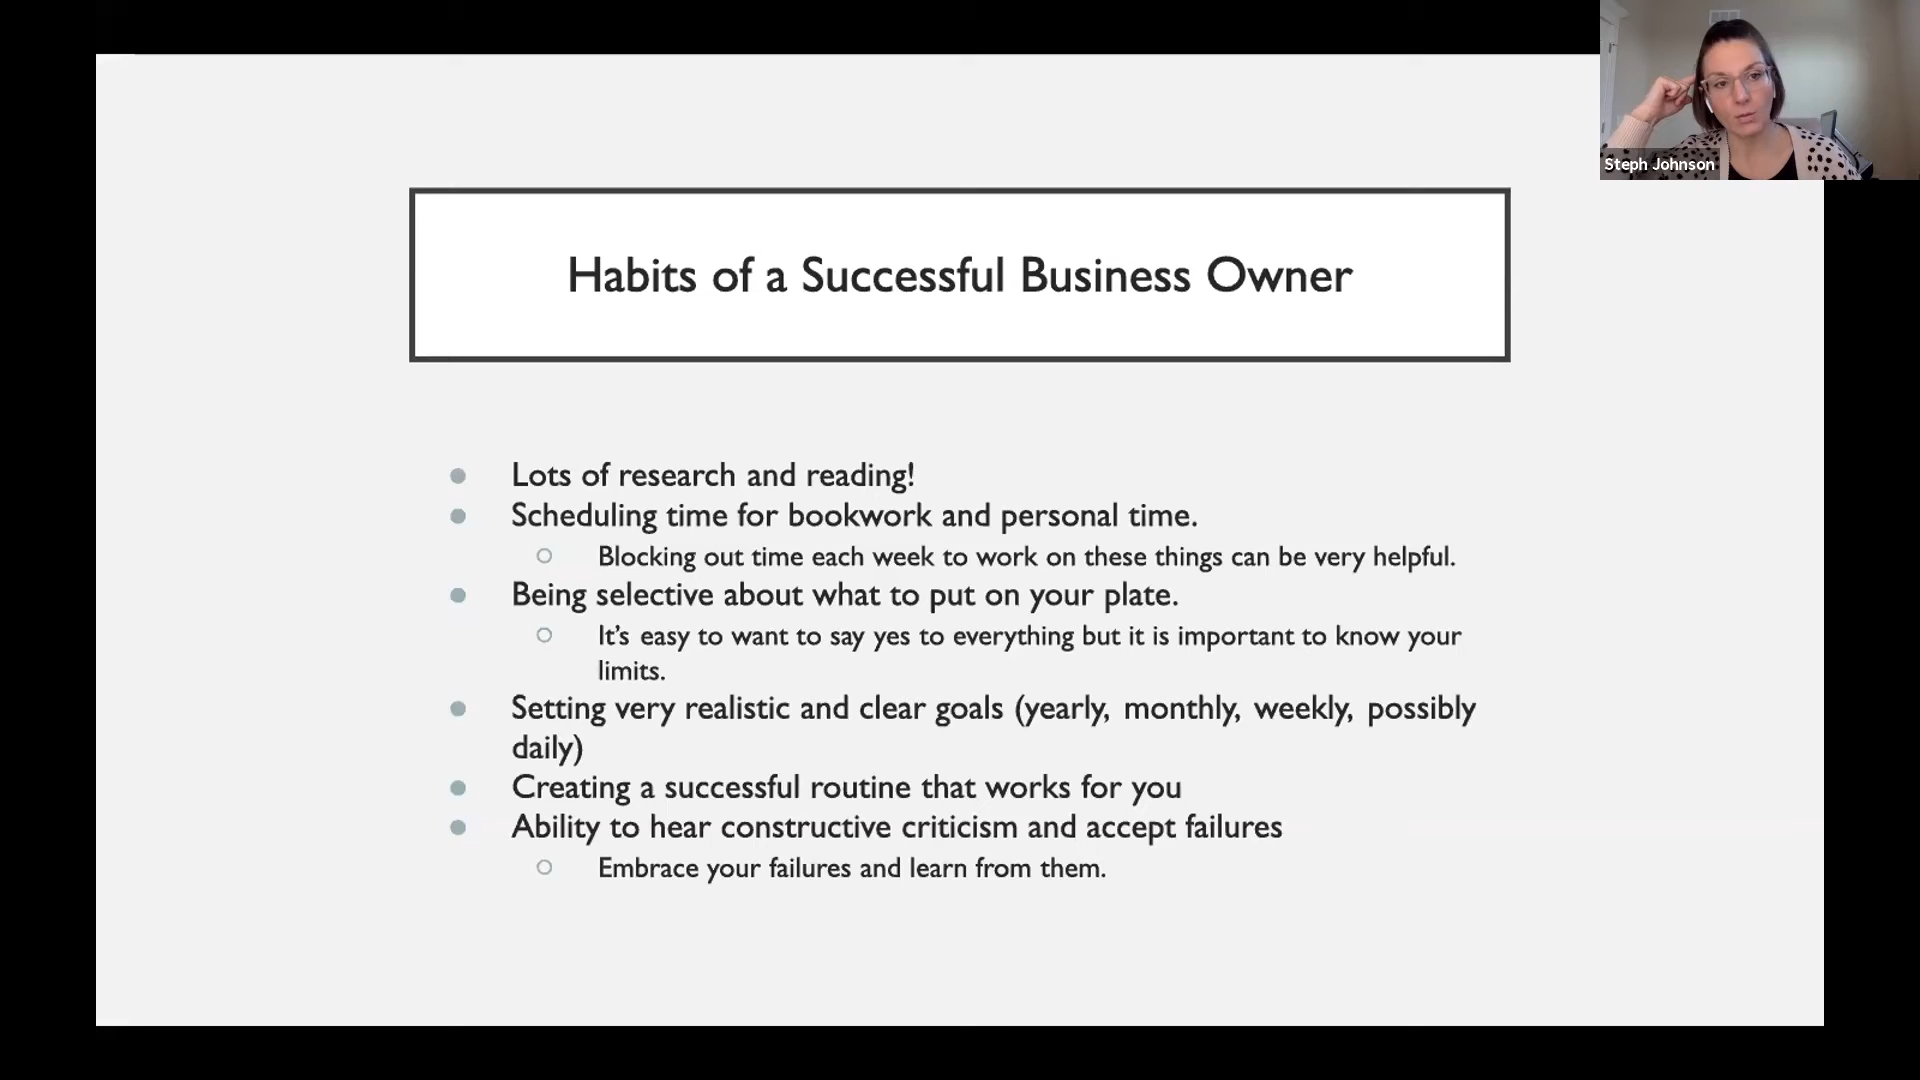 Steph Johnson
Habits of a Successful Business Owner
Lots of research and reading!
Scheduling time for bookwork and personal time.
Blocking out time each week to work on these things can be very helpful.
Being selective about what to put on your plate.
It's easy to want to say yes to everything but it is important to know your
limits.
Setting very realistic and clear goals (yearly, monthly, weekly, possibly
daily)
Creating a successful routine that works for you
Ability to hear constructive criticism and accept failures
Embrace your failures and learn from them.